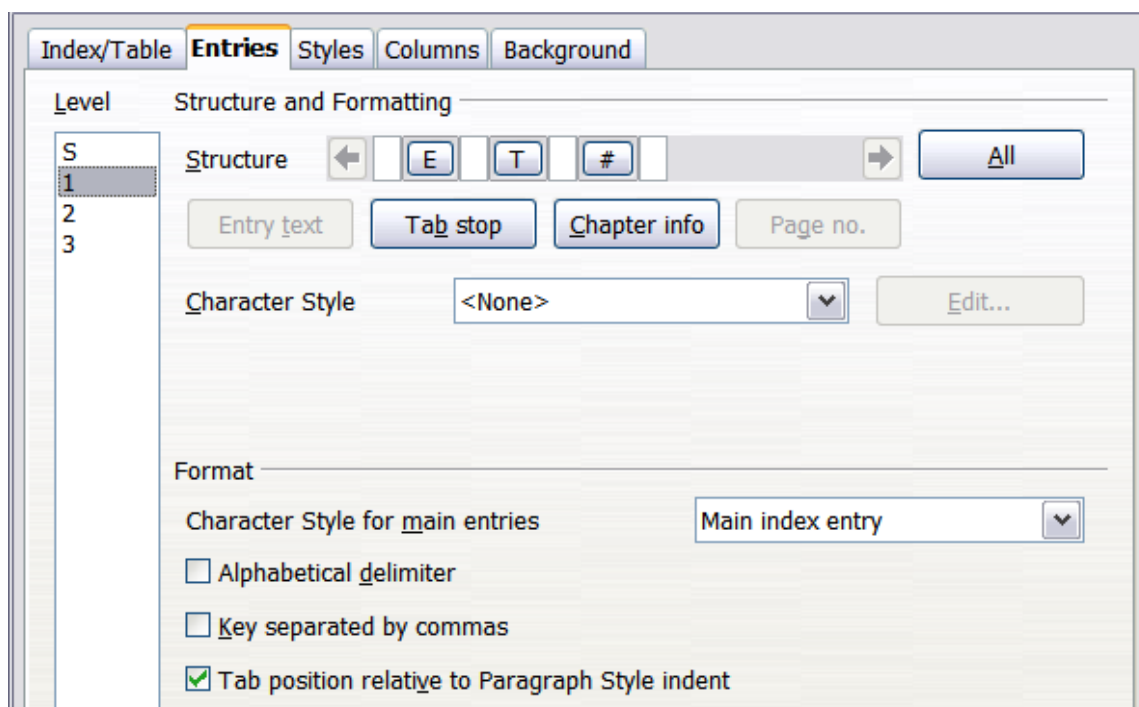 Index/Table Entries Styles Columns Background
Level Structure and Formatting
S
1
2
3
Structure E T # All
Entry text Tab stop Chapter info Page no.
Character Style <None> Edit...
Format
Character Style for main entries Main index entry
Alphabetical delimiter
Key separated by commas
Tab position relative to Paragraph Style indent